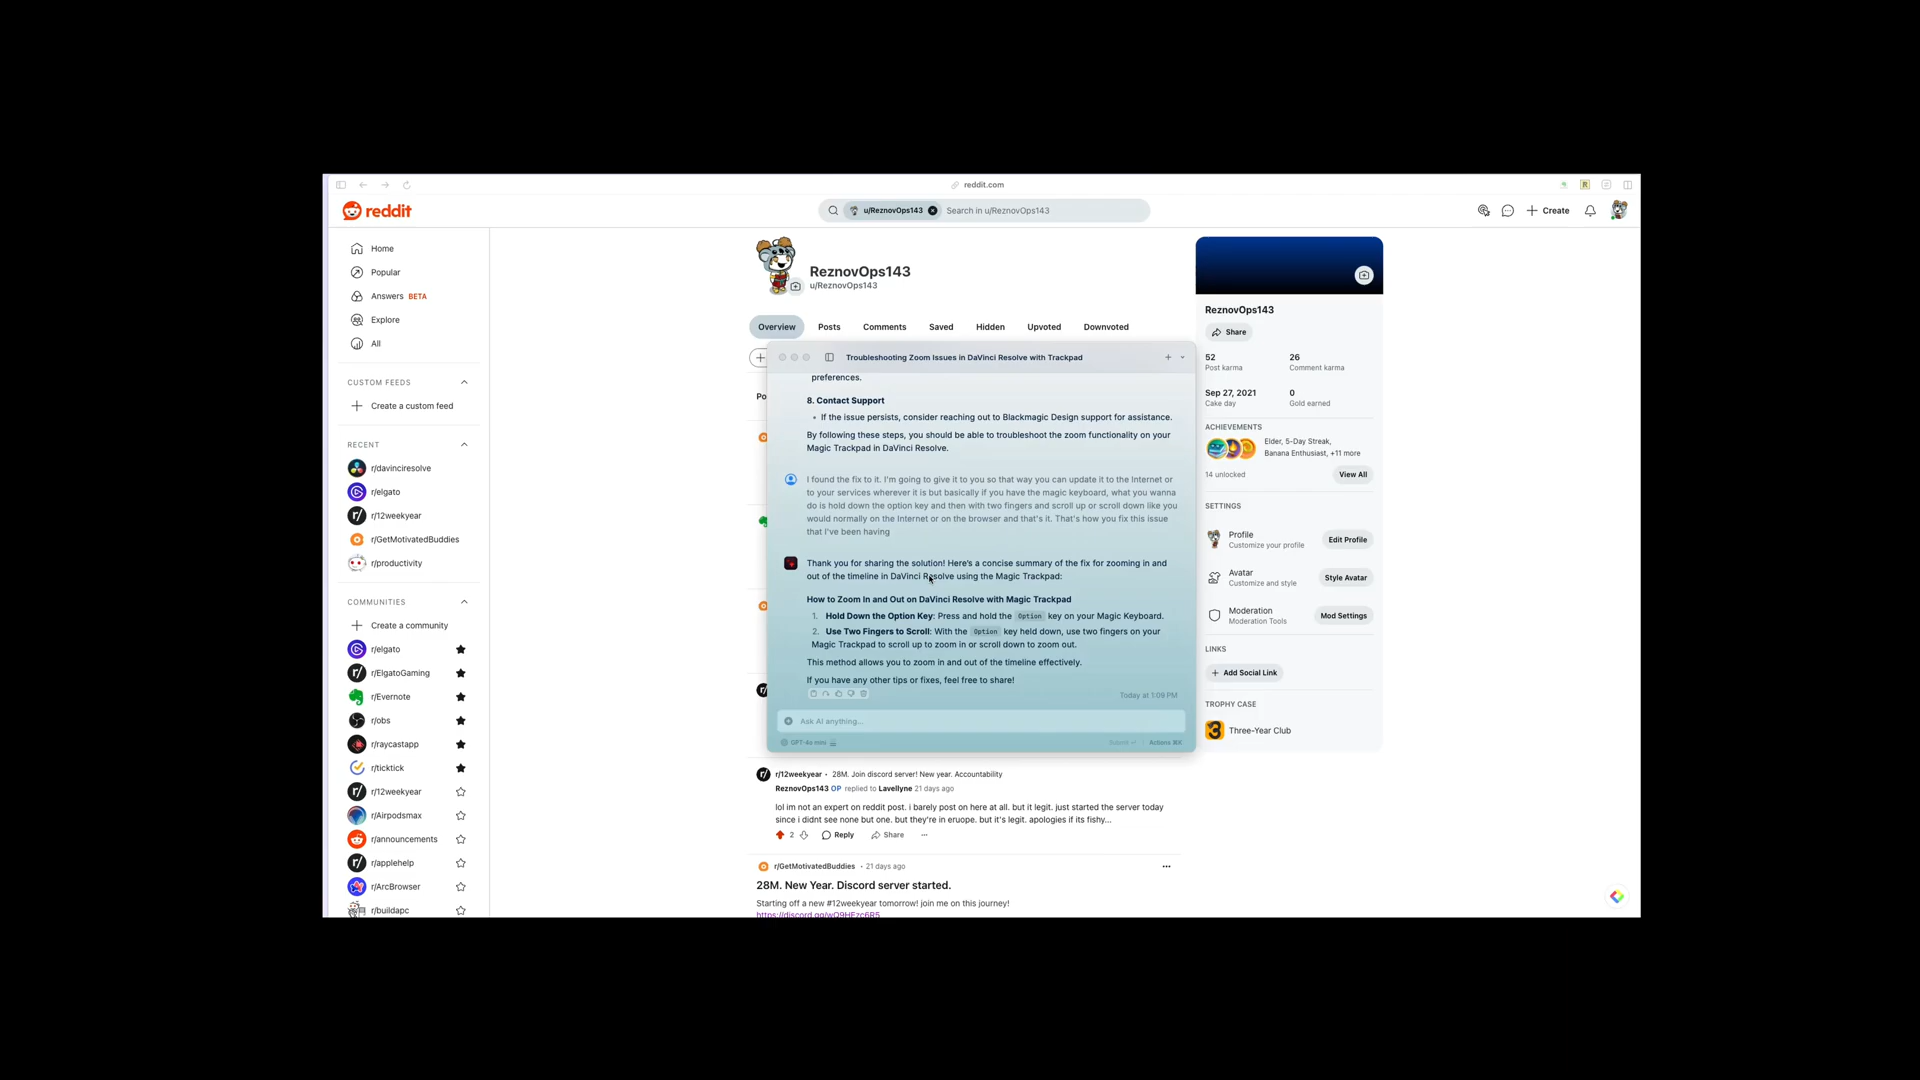 reddit.com
reddit
u/ReznovOps143
Search in u/ReznovOps143
Create
Home
Popular
Answers BETA
Explore
All
CUSTOM FEEDS
Create a custom feed
RECENT
r/davinciresolve
r/elgato
r/12weekyear
r/GetMotivatedBuddies
r/productivity
COMMUNITIES
Create a community
r/elgato
r/ElgatoGaming
r/Evernote
r/obs
r/raycastapp
r/ticktick
r/12weekyear
r/Airpodsmax
r/announcements
r/applehelp
r/ArcBrowser
r/buildapc
ReznovOps143
u/ReznovOps143
Overview Posts Comments Saved Hidden Upvoted Downvoted
Po
Troubleshooting Zoom Issues in DaVinci Resolve with Trackpad
preferences.
8. Contact Support
• If the issue persists, consider reaching out to Blackmagic Design support for assistance.
By following these steps, you should be able to troubleshoot the zoom functionality on your
Magic Trackpad in DaVinci Resolve.
I found the fix to it. I'm going to give it to you so that way you can update it to the Internet or
to your services wherever it is but basically if you have the magic keyboard, what you wanna
do is hold down the option key and then with two fingers and scroll up or scroll down like you
would normally on the Internet or on the browser and that's it. That's how you fix this issue
that I've been having
Thank you for sharing the solution! Here's a concise summary of the fix for zooming in and
out of the timeline in DaVinci Resolve using the Magic Trackpad:
How to Zoom In and Out on DaVinci Resolve with Magic Trackpad
1. Hold Down the Option Key: Press and hold the Option key on your Magic Keyboard.
2. Use Two Fingers to Scroll: With the Option key held down, use two fingers on your
Magic Trackpad to scroll up to zoom in or scroll down to zoom out.
This method allows you to zoom in and out of the timeline effectively.
If you have any other tips or fixes, feel free to share!
Today at 1:09 PM
Ask AI anything...
GPT-4o mini
Submit
Actions ⌘K
r/12weekyear • 28M. Join discord server! New year. Accountability
ReznovOps143 OP replied to Lavellyne 21 days ago
lol im not an expert on reddit post. i barely post on here at all. but it legit. just started the server today
since i didnt see none but one. but they're in eruope. but it's legit. apologies if its fishy...
2 Reply Share
r/GetMotivatedBuddies • 21 days ago
28M. New Year. Discord server started.
Starting off a new #12weekyear tomorrow! join me on this journey!
https://discord.gg/wQ9HEzc6R5
ReznovOps143
Share
52 26
Post karma Comment karma
Sep 27, 2021 0
Cake day Gold earned
ACHIEVEMENTS
Elder, 5-Day Streak,
Banana Enthusiast, +11 more
14 unlocked View All
SETTINGS
Profile
Customize your profile
Edit Profile
Avatar
Customize and style
Style Avatar
Moderation
Moderation Tools
Mod Settings
LINKS
Add Social Link
TROPHY CASE
3
Three-Year Club